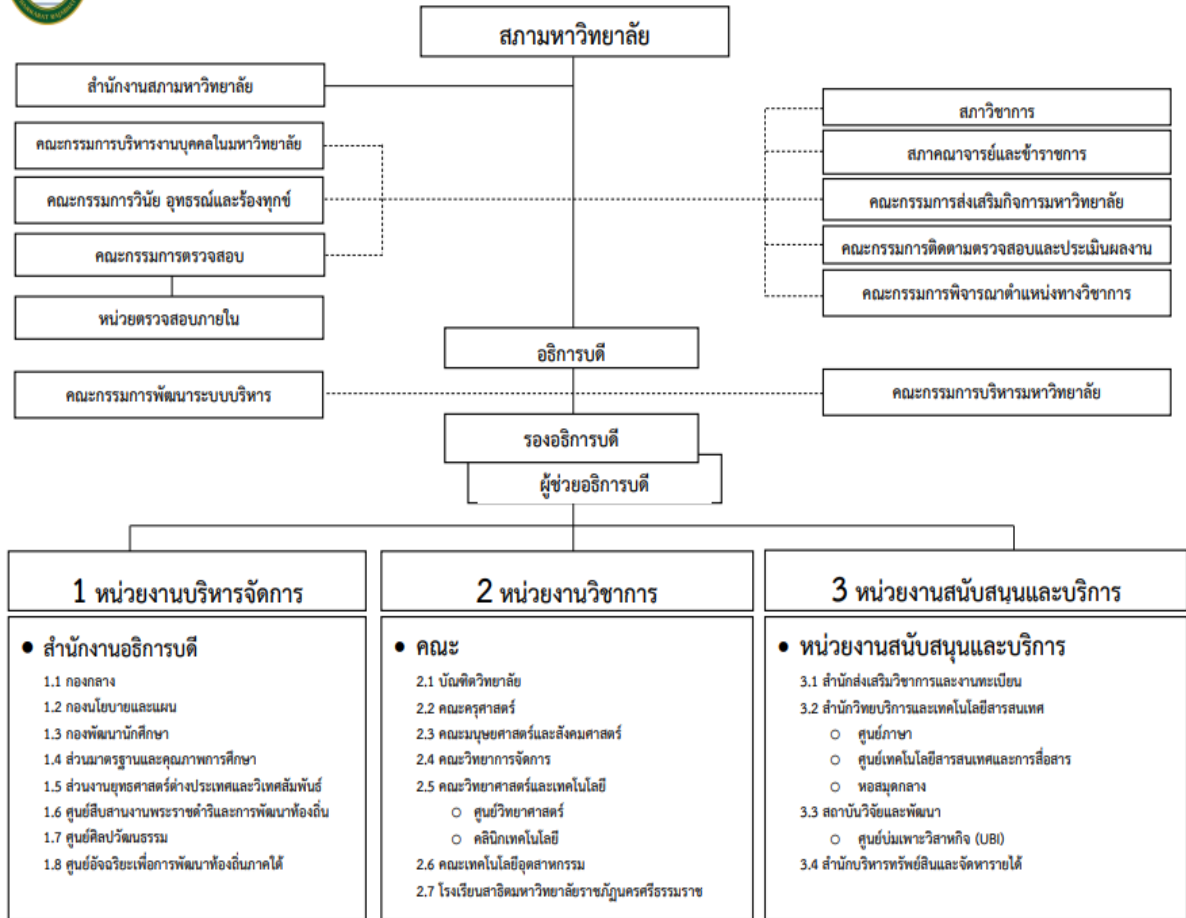 สภามหาวิทยาลัย
สำนักงานสภามหาวิทยาลัย
คณะกรรมการบริหารงานบุคคลในมหาวิทยาลัย
คณะกรรมการวินัย อุทธรณ์และร้องทุกข์
คณะกรรมการตรวจสอบ
หน่วยตรวจสอบภายใน
สภาวิชาการ
สภาคณาจารย์และข้าราชการ
คณะกรรมการส่งเสริมกิจการมหาวิทยาลัย
คณะกรรมการติดตามตรวจสอบและประเมินผลงาน
คณะกรรมการพิจารณาตำแหน่งทางวิชาการ
อธิการบดี
คณะกรรมการพัฒนาระบบบริหาร
คณะกรรมการบริหารมหาวิทยาลัย
รองอธิการบดี
ผู้ช่วยอธิการบดี
1 หน่วยงานบริหารจัดการ
● สำนักงานอธิการบดี
1.1 กองกลาง
1.2 กองนโยบายและแผน
1.3 กองพัฒนานักศึกษา
1.4 ส่วนมาตรฐานและคุณภาพการศึกษา
1.5 ส่วนงานยุทธศาสตร์ต่างประเทศและวิเทศสัมพันธ์
1.6 ศูนย์สืบสานงานพระราชดำริและการพัฒนาท้องถิ่น
1.7 ศูนย์ศิลปวัฒนธรรม
1.8 ศูนย์อัจฉริยะเพื่อการพัฒนาท้องถิ่นภาคใต้
2 หน่วยงานวิชาการ
● คณะ
2.1 บัณฑิตวิทยาลัย
2.2 คณะครุศาสตร์
2.3 คณะมนุษยศาสตร์และสังคมศาสตร์
2.4 คณะวิทยาการจัดการ
2.5 คณะวิทยาศาสตร์และเทคโนโลยี
○ ศูนย์วิทยาศาสตร์
○ คลินิกเทคโนโลยี
2.6 คณะเทคโนโลยีอุตสาหกรรม
2.7 โรงเรียนสาธิตมหาวิทยาลัยราชภัฏนครศรีธรรมราช
3 หน่วยงานสนับสนุนและบริการ
● หน่วยงานสนับสนุนและบริการ
3.1 สำนักส่งเสริมวิชาการและงานทะเบียน
3.2 สำนักวิทยบริการและเทคโนโลยีสารสนเทศ
○ ศูนย์ภาษา
○ ศูนย์เทคโนโลยีสารสนเทศและการสื่อสาร
○ หอสมุดกลาง
3.3 สถาบันวิจัยและพัฒนา
○ ศูนย์บ่มเพาะวิสาหกิจ (UBI)
3.4 สำนักบริหารทรัพย์สินและจัดหารายได้